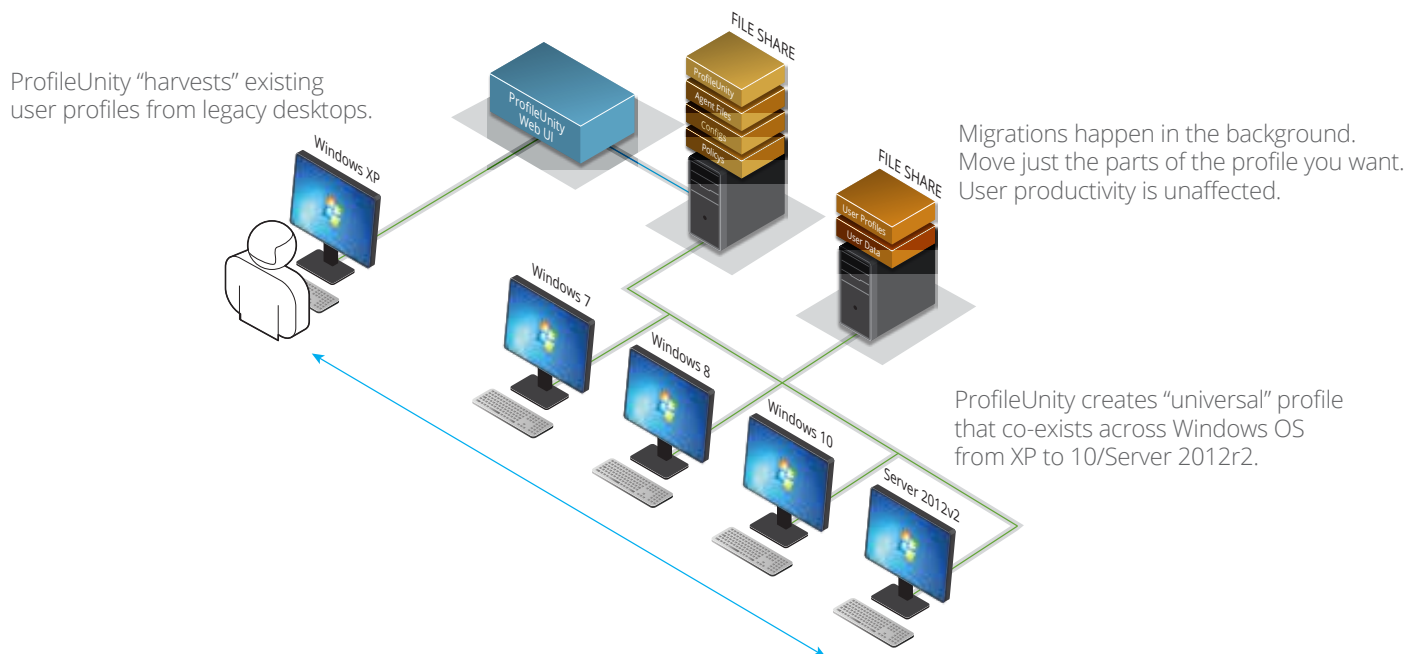 ProfileUnity “harvests” existing
user profiles from legacy desktops.
Windows XP
ProfileUnity
Web UI
FILE SHARE
ProfileUnity
Agent Files
Configa
Policys
FILE SHARE
User Profiles
User Data
Migrations happen in the background.
Move just the parts of the profile you want.
User productivity is unaffected.
Windows 7
Windows 8
Windows 10
Server 2012v2
ProfileUnity creates “universal” profile
that co-exists across Windows OS
from XP to 10/Server 2012r2.